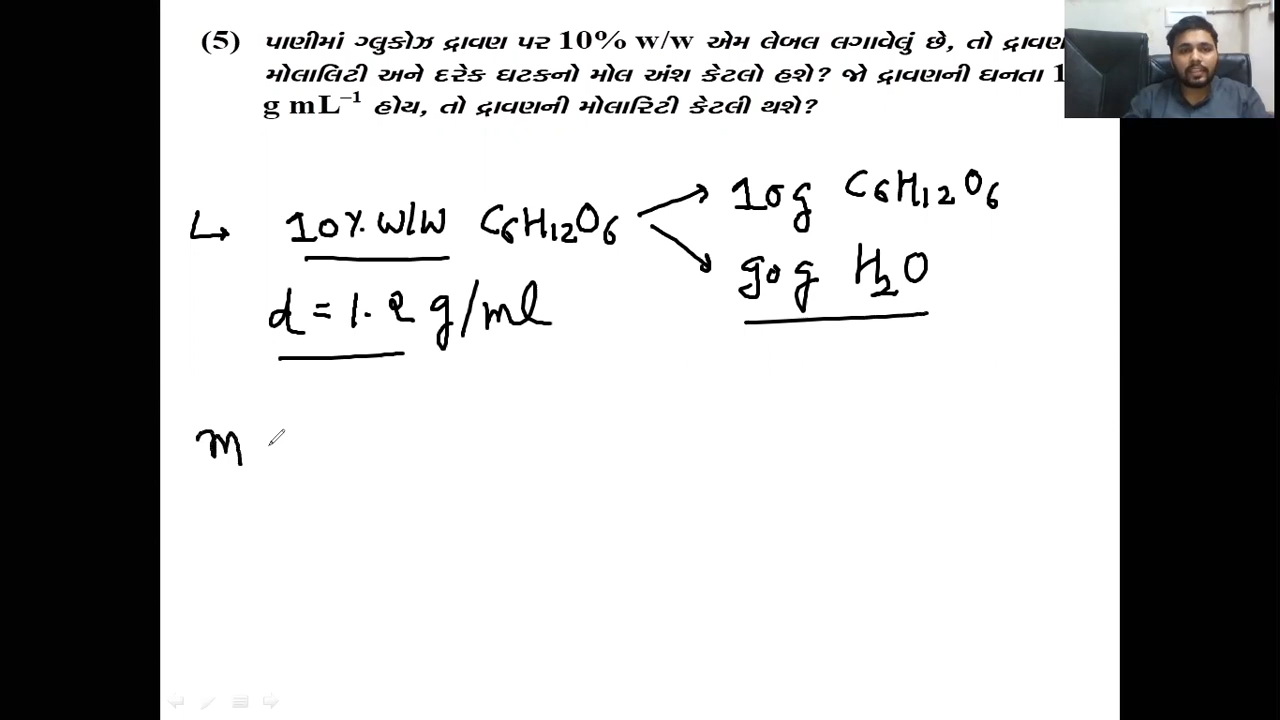 (5) પાણીમાં ગ્લુકોઝ દ્રાવણ પર 10% w/w એમ લેબલ લગાવેલું છે, તો દ્રાવણ
મોલાલિટી અને દરેક ઘટકનો મોલ અંશ કેટલો હશે? જો દ્રાવણની ઘનતા 1
g mL⁻¹ હોય, તો દ્રાવણની મોલારિટી કેટલી થશે?
10g C6H12O6
↳ 10% W/W C6H12O6
90g H2O
d = 1.2 g/ml
m